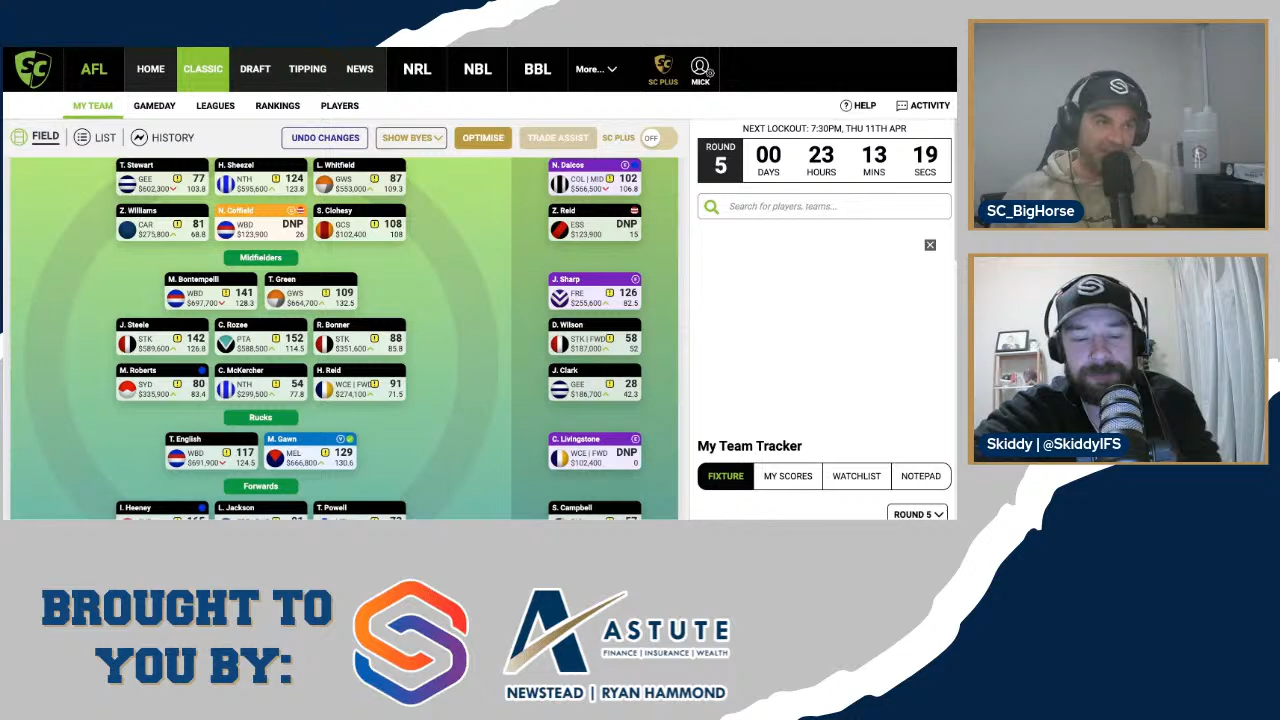 AFL HOME CLASSIC DRAFT TIPPING NEWS NRL NBL BBL More... SC PLUS MICK
MY TEAM GAMEDAY LEAGUES RANKINGS PLAYERS HELP ACTIVITY
FIELD LIST HISTORY UNDO CHANGES SHOW BYES OPTIMISE TRADE ASSIST SC PLUS OFF
NEXT LOCKOUT: 7:30PM, THU 11TH APR
ROUND 5 00 DAYS 23 HOURS 13 MINS 19 SECS
Search for players, teams...
T. Stewart H. Sheezel L. Whitfield N. Daicos
GEE 77 NTH 124 GWS 87 COL | MID 102
$602,300 103.8 $595,600 123.8 $553,000 109.3 $566,500 106.8
Z. Williams N. Coffield S. Clohesy Z. Reid
CAR 81 WBD DNP GCS 108 ESS DNP
$275,800 68.8 $123,900 26 $102,400 108 $123,900 15
Midfielders
M. Bontempelli T. Green J. Sharp
WBD 141 GWS 109 FRE 126
$697,700 128.3 $664,700 132.5 $255,600 82.5
J. Steele C. Rozee R. Bonner D. Wilson
STK 142 PTA 152 STK 88 STK | FWD 58
$589,600 126.8 $588,500 114.5 $351,600 85.8 $187,000 52
M. Roberts C. McKercher H. Reid J. Clark
SYD 80 NTH 54 WCE | FWD 91 GEE 28
$335,900 83.4 $299,500 77.8 $274,100 71.5 $186,700 42.3
Rucks
T. English M. Gawn C. Livingstone
WBD 117 MEL 129 WCE | FWD DNP
$691,900 124.5 $666,800 130.6 $102,400 0
Forwards
I. Heeney L. Jackson T. Powell S. Campbell
My Team Tracker
FIXTURE MY SCORES WATCHLIST NOTEPAD
ROUND 5
SC_BigHorse
Skiddy | @SkiddyIFS
BROUGHT TO
YOU BY:
ASTUTE
FINANCE | INSURANCE | WEALTH
NEWSTEAD | RYAN HAMMOND